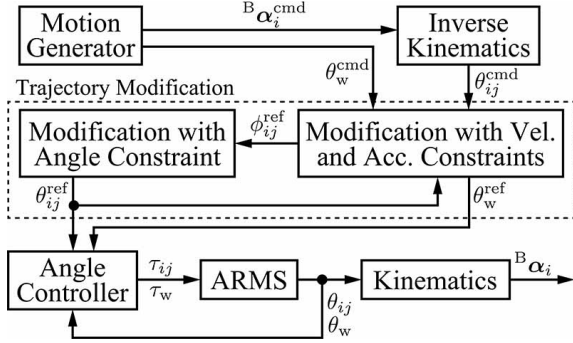 Motion Generator
ᴮα_i^cmd
Inverse Kinematics
θ_w^cmd
θ_ij^cmd
Trajectory Modification
Modification with Angle Constraint
ϕ_ij^ref
Modification with Vel. and Acc. Constraints
θ_ij^ref
θ_w^ref
Angle Controller
τ_ij
τ_w
ARMS
θ_ij
θ_w
Kinematics
ᴮα_i